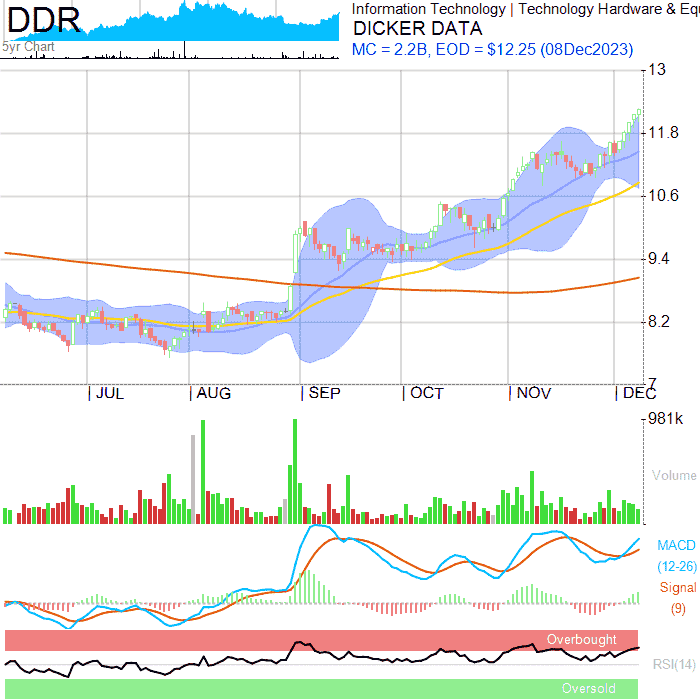 DDR
5yr Chart
Information Technology | Technology Hardware & Equ
DICKER DATA
MC = 2.2B, EOD = $12.25 (08Dec2023)
13
11.8
10.6
9.4
8.2
7
JUL AUG SEP OCT NOV DEC
981k
Volume
MACD
(12-26)
Signal
(9)
Overbought
RSI(14)
Oversold